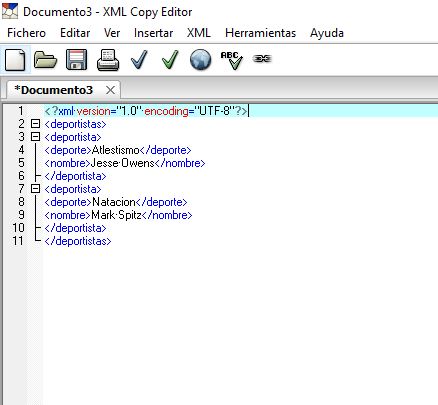 Documento3 - XML Copy Editor
Fichero Editar Ver Insertar XML Herramientas Ayuda
ABC
*Documento3 ×
1 <?xml·version="1.0"·encoding="UTF-8"?>
2 <deportistas>
3 <deportista>
4 <deporte>Atlestismo</deporte>
5 <nombre>Jesse·Owens</nombre>
6 </deportista>
7 <deportista>
8 <deporte>Natacion</deporte>
9 <nombre>Mark·Spitz</nombre>
10 </deportista>
11 </deportistas>